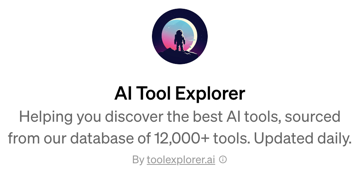 AI Tool Explorer
Helping you discover the best AI tools, sourced
from our database of 12,000+ tools. Updated daily.
By toolexplorer.ai